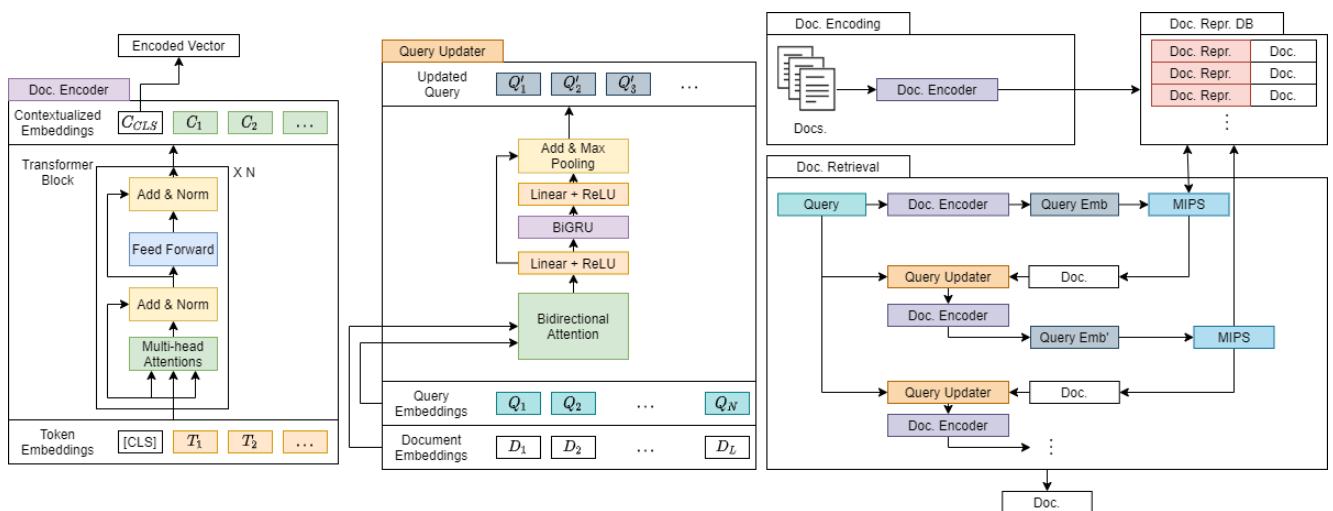 Encoded Vector
Doc. Encoder
Contextualized
Embeddings
C_{CLS}
C_1
C_2
...
Transformer
Block
X N
Add & Norm
Feed Forward
Add & Norm
Multi-head
Attentions
Token
Embeddings
[CLS]
T_1
T_2
...
Query Updater
Updated
Query
Q'_1
Q'_2
Q'_3
...
Add & Max
Pooling
Linear + ReLU
BiGRU
Linear + ReLU
Bidirectional
Attention
Query
Embeddings
Q_1
Q_2
...
Q_N
Document
Embeddings
D_1
D_2
...
D_L
Doc. Encoding
Docs.
Doc. Encoder
Doc. Repr. DB
Doc. Repr.
Doc.
Doc. Repr.
Doc.
Doc. Repr.
Doc.
⋮
Doc. Retrieval
Query
Doc. Encoder
Query Emb
MIPS
Query Updater
Doc.
Doc. Encoder
Query Emb'
MIPS
Query Updater
Doc.
Doc. Encoder
⋮
Doc.